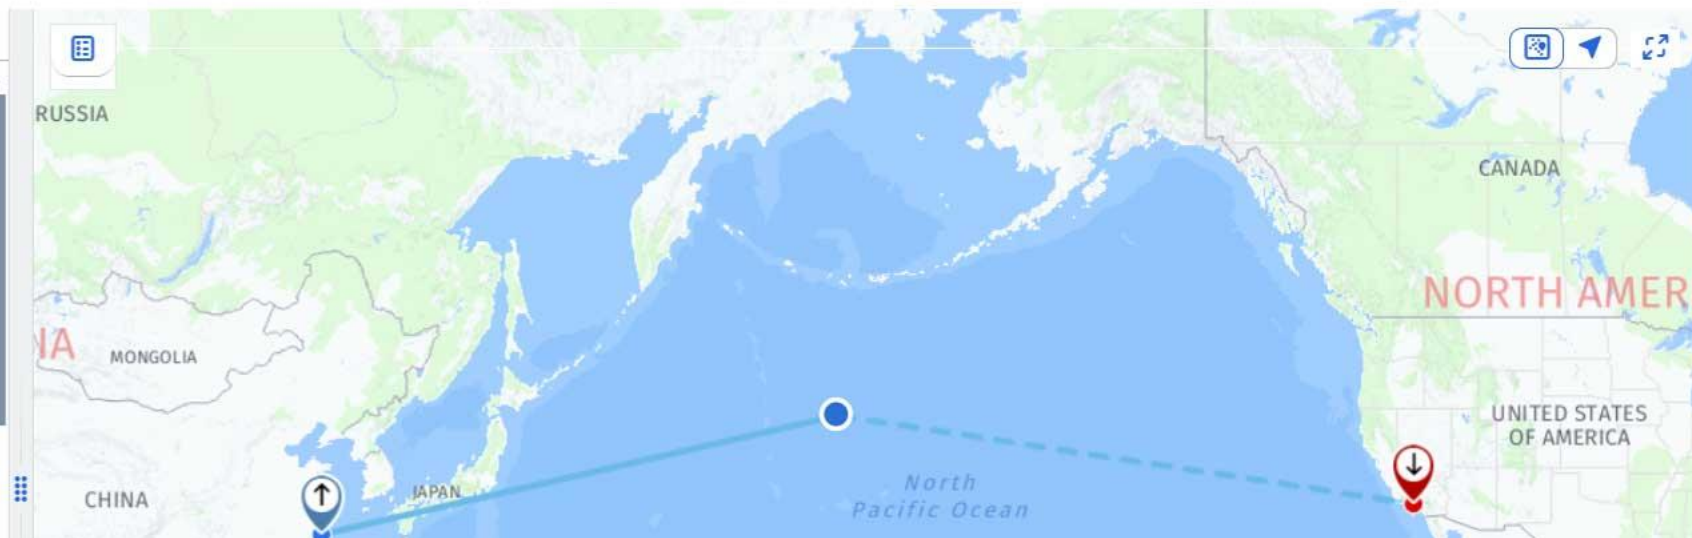 RUSSIA
CANADA
NORTH AMER
IA
MONGOLIA
UNITED STATES
OF AMERICA
North
Pacific Ocean
CHINA
JAPAN